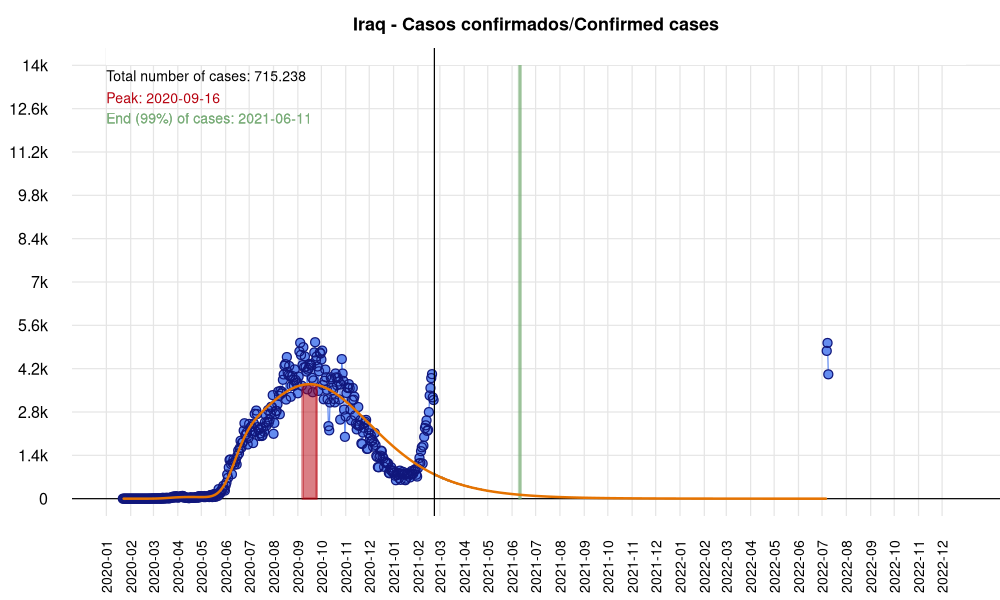 Iraq - Casos confirmados/Confirmed cases
Total number of cases: 715.238
Peak: 2020-09-16
End (99%) of cases: 2021-06-11
14k
12.6k
11.2k
9.8k
8.4k
7k
5.6k
4.2k
2.8k
1.4k
0
2020-01
2020-02
2020-03
2020-04
2020-05
2020-06
2020-07
2020-08
2020-09
2020-10
2020-11
2020-12
2021-01
2021-02
2021-03
2021-04
2021-05
2021-06
2021-07
2021-08
2021-09
2021-10
2021-11
2021-12
2022-01
2022-02
2022-03
2022-04
2022-05
2022-06
2022-07
2022-08
2022-09
2022-10
2022-11
2022-12